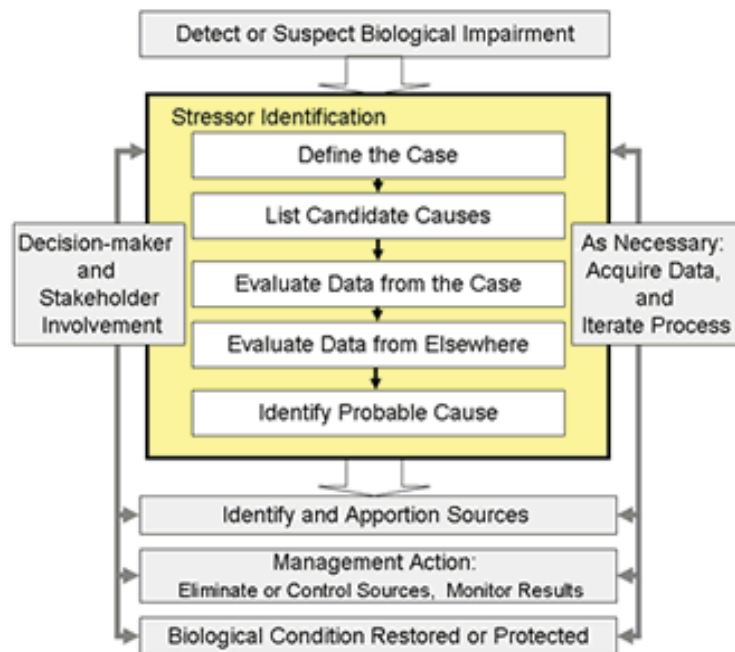 Detect or Suspect Biological Impairment
Stressor Identification
Define the Case
List Candidate Causes
Evaluate Data from the Case
Evaluate Data from Elsewhere
Identify Probable Cause
Decision-maker
and
Stakeholder
Involvement
As Necessary:
Acquire Data,
and
Iterate Process
Identify and Apportion Sources
Management Action:
Eliminate or Control Sources, Monitor Results
Biological Condition Restored or Protected